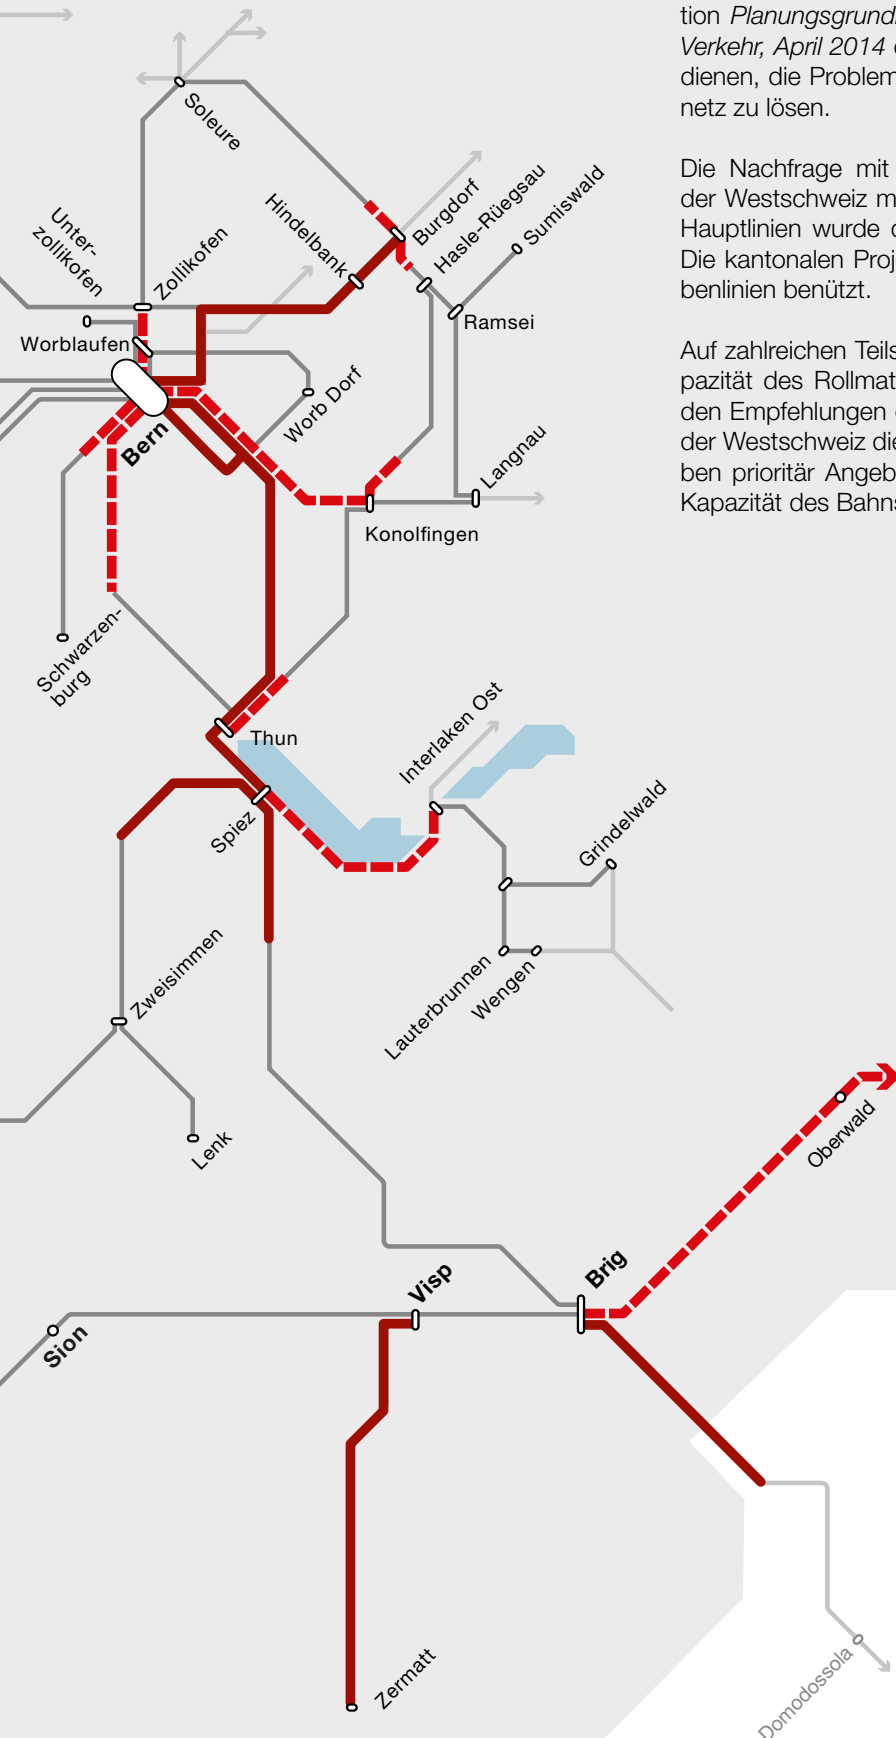 tion Planungsgrund
Verkehr, April 2014
dienen, die Problem
netz zu lösen.
Die Nachfrage mit
der Westschweiz m
Hauptlinien wurde
Die kantonalen Proj
benlinien benützt.
Auf zahlreichen Teils
pazität des Rollmat
den Empfehlungen
der Westschweiz die
ben prioritär Angeb
Kapazität des Bahns
Soleure
Unter-
zollikofen
Zollikofen
Hindelbank
Burgdorf
Hasle-Rüegsau
Sumiswald
Ramsei
Worblaufen
Bern
Worb Dorf
Langnau
Konolfingen
Schwarzen-
burg
Thun
Interlaken Ost
Spiez
Grindelwald
Zweisimmen
Lauterbrunnen
Wengen
Lenk
Oberwald
Visp
Brig
Sion
Zermatt
Domodossola